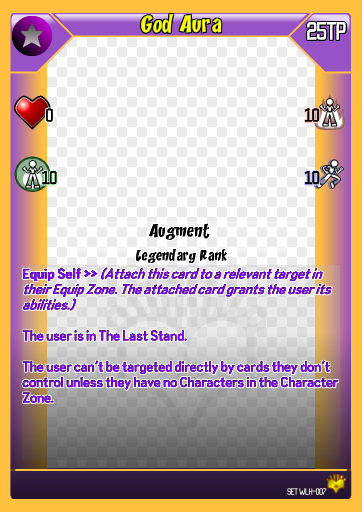 God Aura
25TP
0
10
10
10
Augment
Legendary Rank
Equip Self >> (Attach this card to a relevant target in
their Equip Zone. The attached card grants the user its
abilities.)
The user is in The Last Stand.
The user can't be targeted directly by cards they don't
control unless they have no Characters in the Character
Zone.
SET WLH-007